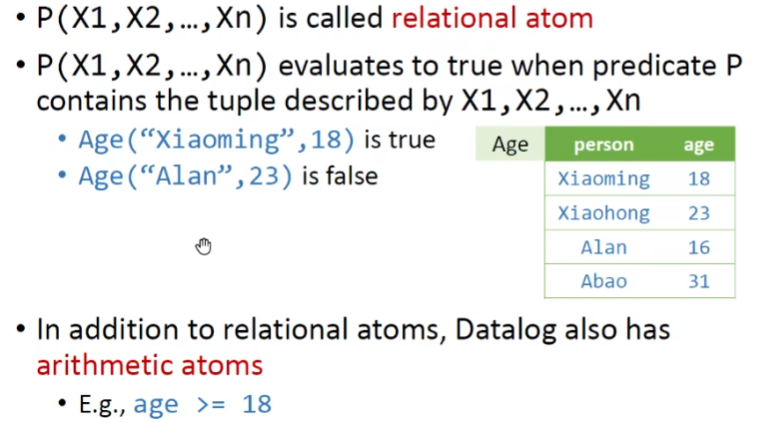 • P(X1,X2,…,Xn) is called relational atom
• P(X1,X2,…,Xn) evaluates to true when predicate P
contains the tuple described by X1,X2,…,Xn
• Age(“Xiaoming”,18) is true
• Age(“Alan”,23) is false
Age person age
Xiaoming 18
Xiaohong 23
Alan 16
Abao 31
• In addition to relational atoms, Datalog also has
arithmetic atoms
• E.g., age >= 18